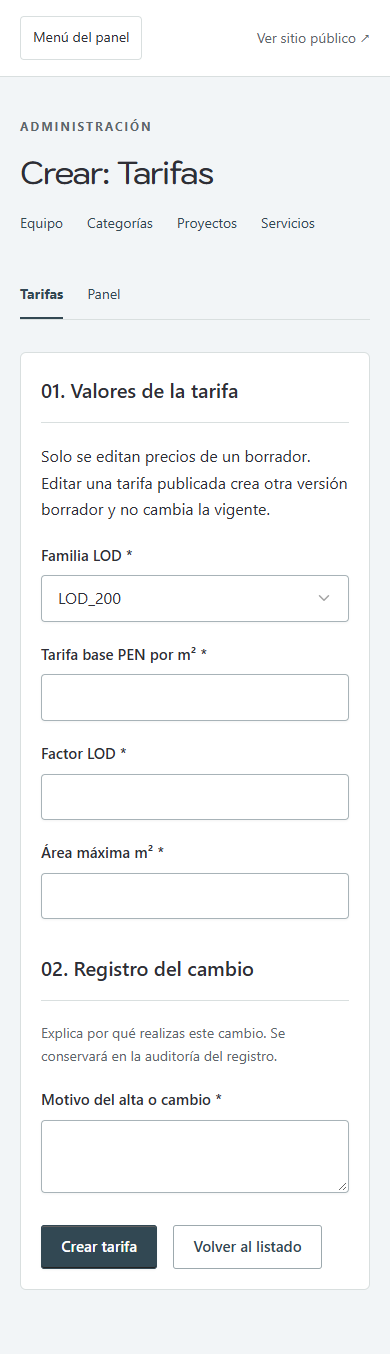 Menú del panel
Ver sitio público ↗
ADMINISTRACIÓN
Crear: Tarifas
Equipo Categorías Proyectos Servicios
Tarifas Panel
01. Valores de la tarifa
Solo se editan precios de un borrador.
Editar una tarifa publicada crea otra versión
borrador y no cambia la vigente.
Familia LOD *
LOD_200
Tarifa base PEN por m² *
Factor LOD *
Área máxima m² *
02. Registro del cambio
Explica por qué realizas este cambio. Se
conservará en la auditoría del registro.
Motivo del alta o cambio *
Crear tarifa
Volver al listado